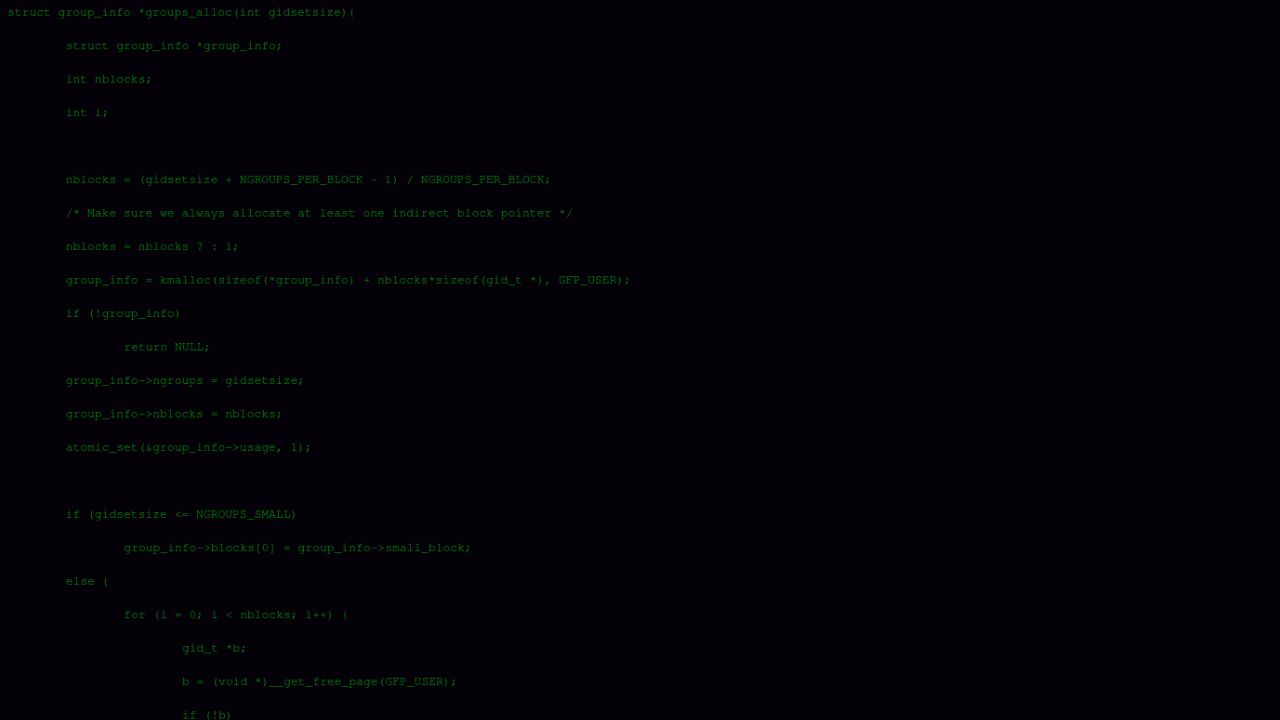 struct group_info *groups_alloc(int gidsetsize){
struct group_info *group_info;
int nblocks;
int i;
nblocks = (gidsetsize + NGROUPS_PER_BLOCK - 1) / NGROUPS_PER_BLOCK;
/* Make sure we always allocate at least one indirect block pointer */
nblocks = nblocks ? : 1;
group_info = kmalloc(sizeof(*group_info) + nblocks*sizeof(gid_t *), GFP_USER);
if (!group_info)
return NULL;
group_info->ngroups = gidsetsize;
group_info->nblocks = nblocks;
atomic_set(&group_info->usage, 1);
if (gidsetsize <= NGROUPS_SMALL)
group_info->blocks[0] = group_info->small_block;
else {
for (i = 0; i < nblocks; i++) {
gid_t *b;
b = (void *)__get_free_page(GFP_USER);
if (!b)